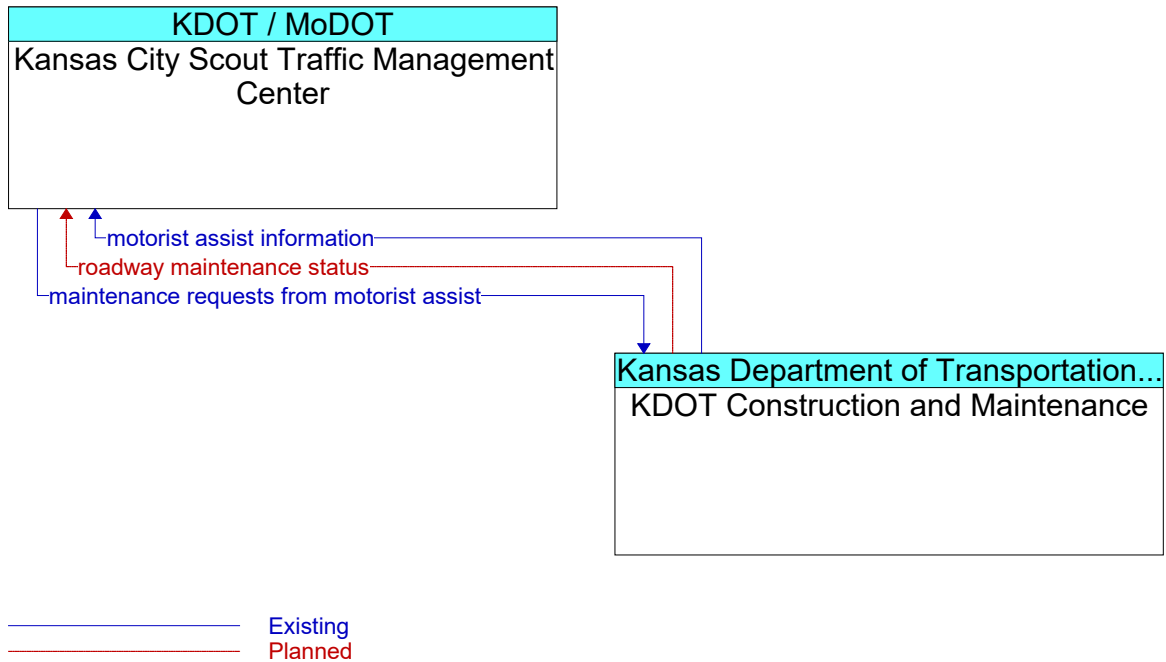 KDOT / MoDOT
Kansas City Scout Traffic Management
Center
motorist assist information
roadway maintenance status
maintenance requests from motorist assist
Kansas Department of Transportation...
KDOT Construction and Maintenance
Existing
Planned